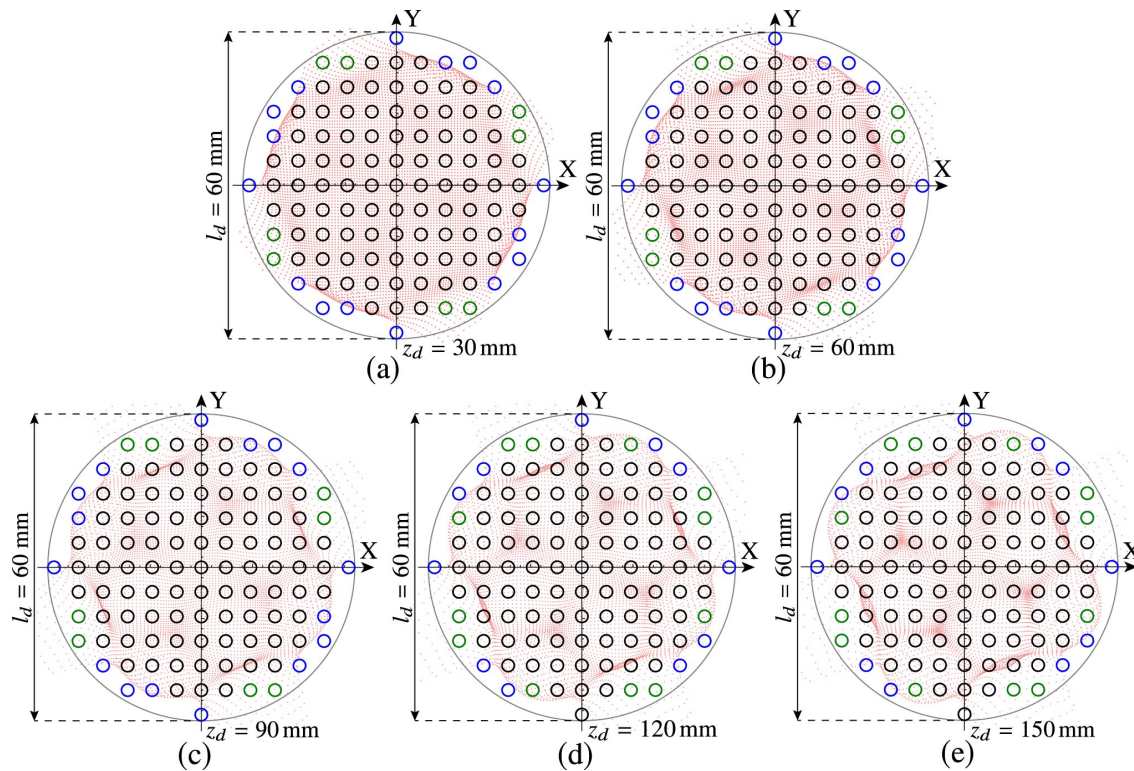 Y
X
l_d = 60 mm
z_d = 30 mm
(a)
Y
X
l_d = 60 mm
z_d = 60 mm
(b)
Y
X
l_d = 60 mm
z_d = 90 mm
(c)
Y
X
l_d = 60 mm
z_d = 120 mm
(d)
Y
X
l_d = 60 mm
z_d = 150 mm
(e)